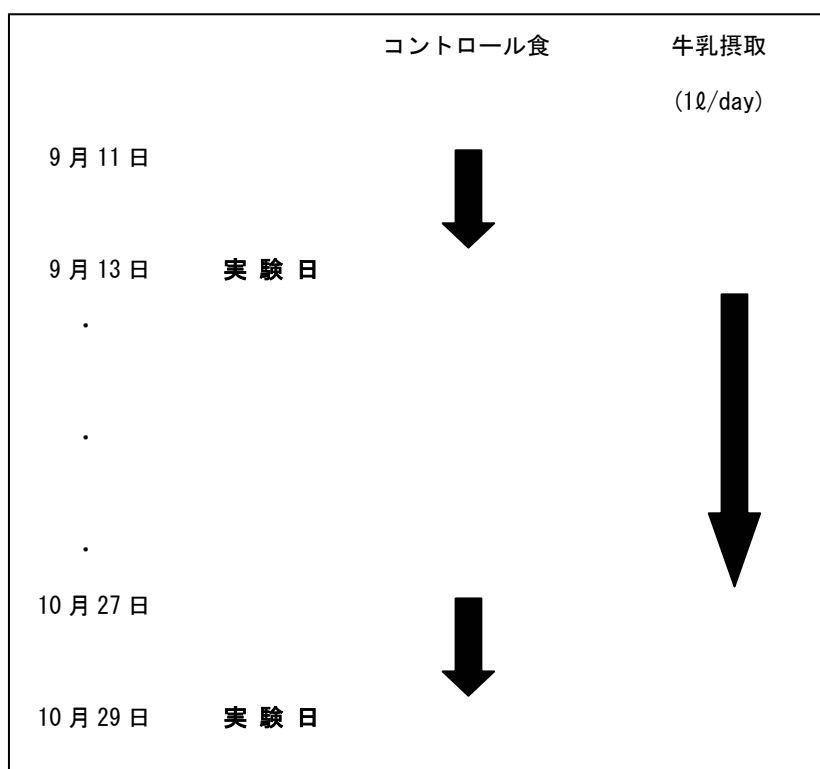 コントロール食 牛乳摂取
(1ℓ/day)
9月11日
9月13日 実験日
・
・
・
10月27日
10月29日 実験日